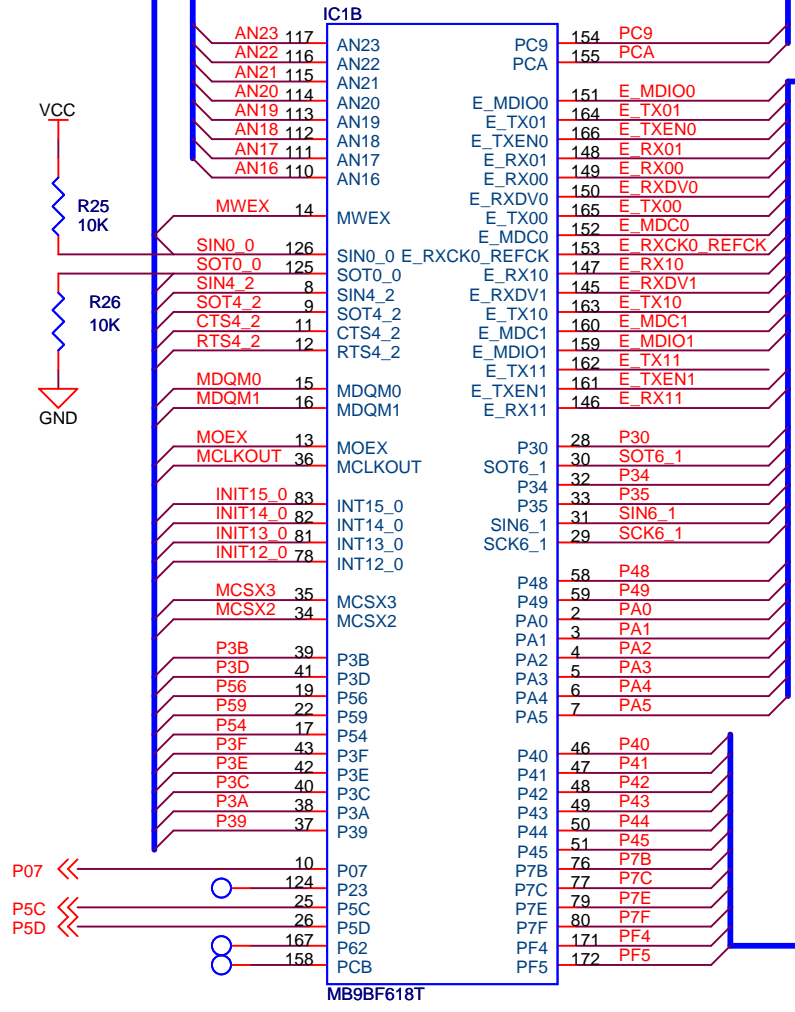 IC1B
AN23 117 AN23 PC9 154 PC9
AN22 116 AN22 PCA 155 PCA
AN21 115 AN21
AN20 114 AN20 E_MDIO0 151 E_MDIO0
AN19 113 AN19 E_TX01 164 E_TX01
AN18 112 AN18 E_TXEN0 166 E_TXEN0
AN17 111 AN17 E_RX01 148 E_RX01
AN16 110 AN16 E_RX00 149 E_RX00
E_RXDV0 150 E_RXDV0
MWEX 14 MWEX E_TX00 165 E_TX00
E_MDC0 152 E_MDC0
SIN0_0 126 SIN0_0 E_RXCK0_REFCK 153 E_RXCK0_REFCK
SOT0_0 125 SOT0_0 E_RX10 147 E_RX10
SIN4_2 8 SIN4_2 E_RXDV1 145 E_RXDV1
SOT4_2 9 SOT4_2 E_TX10 163 E_TX10
CTS4_2 11 CTS4_2 E_MDC1 160 E_MDC1
RTS4_2 12 RTS4_2 E_MDIO1 159 E_MDIO1
E_TX11 162 E_TX11
MDQM0 15 MDQM0 E_TXEN1 161 E_TXEN1
MDQM1 16 MDQM1 E_RX11 146 E_RX11
MOEX 13 MOEX P30 28 P30
MCLKOUT 36 MCLKOUT SOT6_1 30 SOT6_1
P34 32 P34
INIT15_0 83 INT15_0 P35 33 P35
INIT14_0 82 INT14_0 SIN6_1 31 SIN6_1
INIT13_0 81 INT13_0 SCK6_1 29 SCK6_1
INIT12_0 78 INT12_0
P48 58 P48
MCSX3 35 MCSX3 P49 59 P49
MCSX2 34 MCSX2 PA0 2 PA0
PA1 3 PA1
P3B 39 P3B PA2 4 PA2
P3D 41 P3D PA3 5 PA3
P56 19 P56 PA4 6 PA4
P59 22 P59 PA5 7 PA5
P54 17 P54
P3F 43 P3F P40 46 P40
P3E 42 P3E P41 47 P41
P3C 40 P3C P42 48 P42
P3A 38 P3A P43 49 P43
P39 37 P39 P44 50 P44
P45 51 P45
P07 10 P07 P7B 76 P7B
124 P23 P7C 77 P7C
P5C 25 P5C P7E 79 P7E
P5D 26 P5D P7F 80 P7F
167 P62 PF4 171 PF4
158 PCB PF5 172 PF5
MB9BF618T
VCC
R25
10K
R26
10K
GND